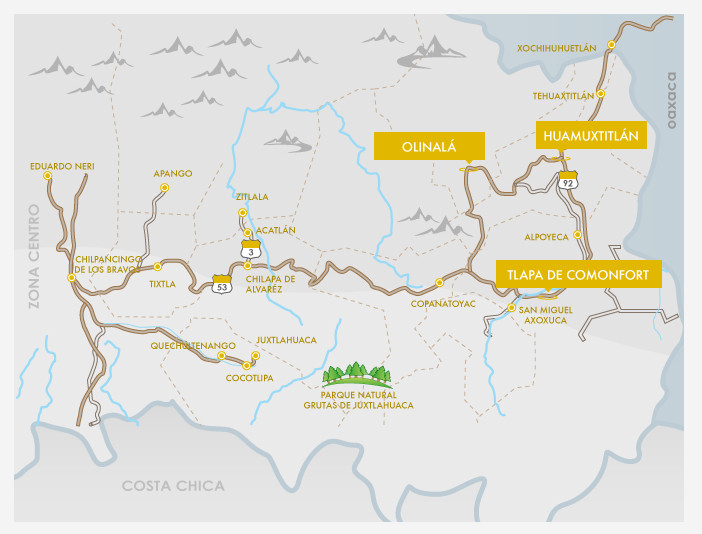 XOCHIHUHUETLÁN
oaxaca
TEHUAXTITLÁN
HUAMUXTITLÁN
OLINALÁ
EDUARDO NERI
APANGO
92
ZITLALA
ZONA CENTRO
ACATLÁN
ALPOYECA
3
CHILPANCINGO
DE LOS BRAVOS
TIXTLA
53
CHILAPA DE
ALVARÉZ
TLAPA DE COMONFORT
COPANATOYAC
SAN MIGUEL
AXOXUCA
QUECHULTENANGO
JUXTLAHUACA
COCOTLIPA
PARQUE NATURAL
GRUTAS DE JUXTLAHUACA
COSTA CHICA